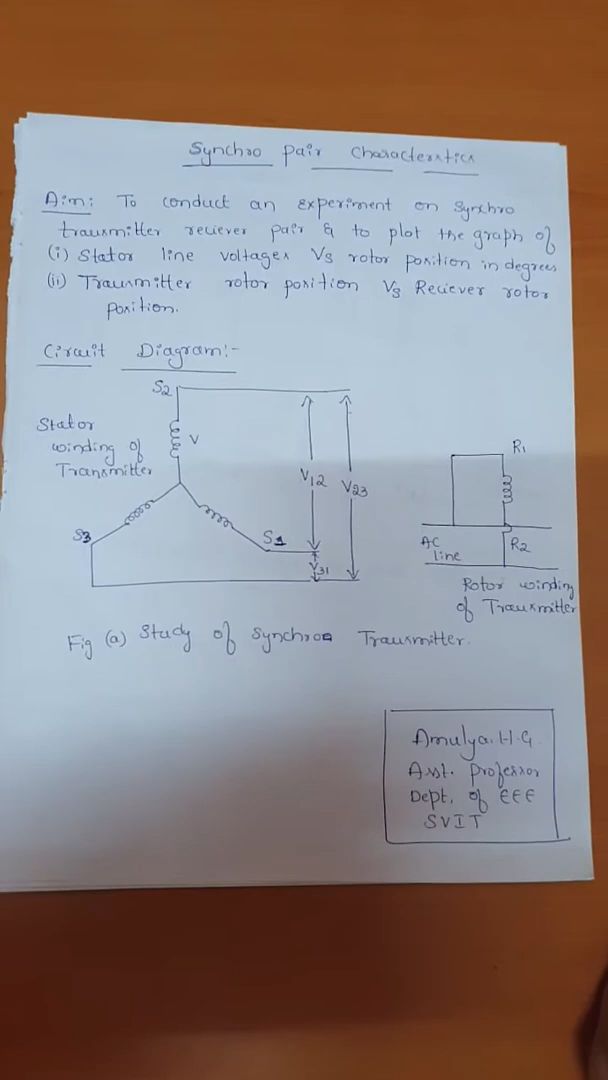 Synchro pair Characterstics
Aim: To conduct an experiment on Synchro
transmitter reciever pair & to plot the graph of
(i) Stator line voltages Vs rotor position in degrees
(ii) Transmitter rotor position Vs Reciever rotor
position.
Circuit Diagram:-
S2
Stator
winding of
Transmitter
V
V12
V23
S3
S1
V31
R1
AC
line
R2
Rotor winding
of Transmitter
Fig (a) Study of Synchro Transmitter.
Amulya.H.G
Asst. professor
Dept. of EEE
SVIT